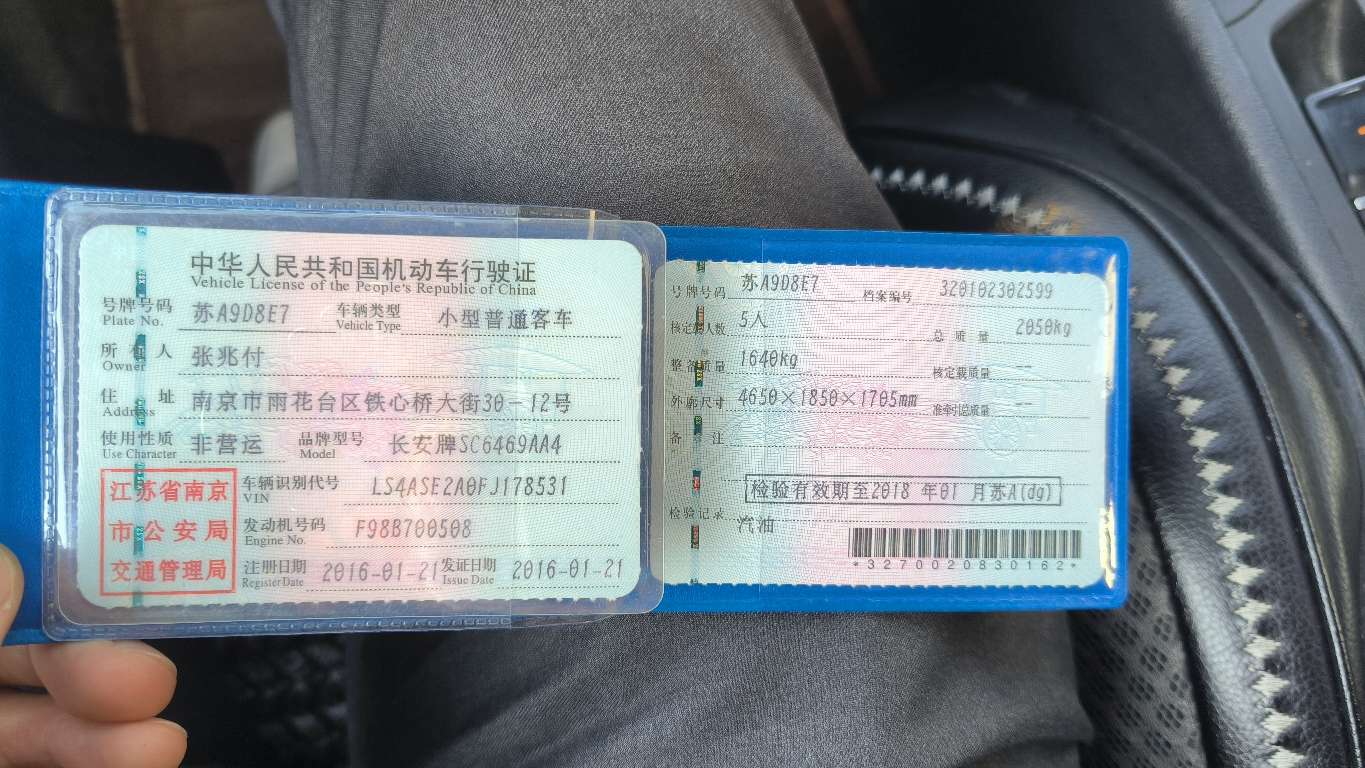 中华人民共和国机动车行驶证
Vehicle License of the People's Republic of China
号牌号码 苏A9D8E7 车辆类型 小型普通客车
Plate No. Vehicle Type
所有人 张兆付
Owner
住址 南京市雨花台区铁心桥大街30-12号
Address
使用性质 非营运 品牌型号 长安牌SC6469AA4
Use Character Model
江苏省南京
市公安局
交通管理局
车辆识别代号 LS4ASE2A0FJ178531
VIN
发动机号码 F98B700508
Engine No.
注册日期 2016-01-21 发证日期 2016-01-21
Register Date Issue Date
号牌号码 苏A9D8E7 档案编号 320102302599
核定载人数 5人 总质量 2050kg
整备质量 1640kg 核定载质量 --
外廓尺寸 4650×1850×1705mm 准牵引总质量 --
备注
检验有效期至2018 年01 月苏A(dg)
检验记录 汽油
*3270020830162*